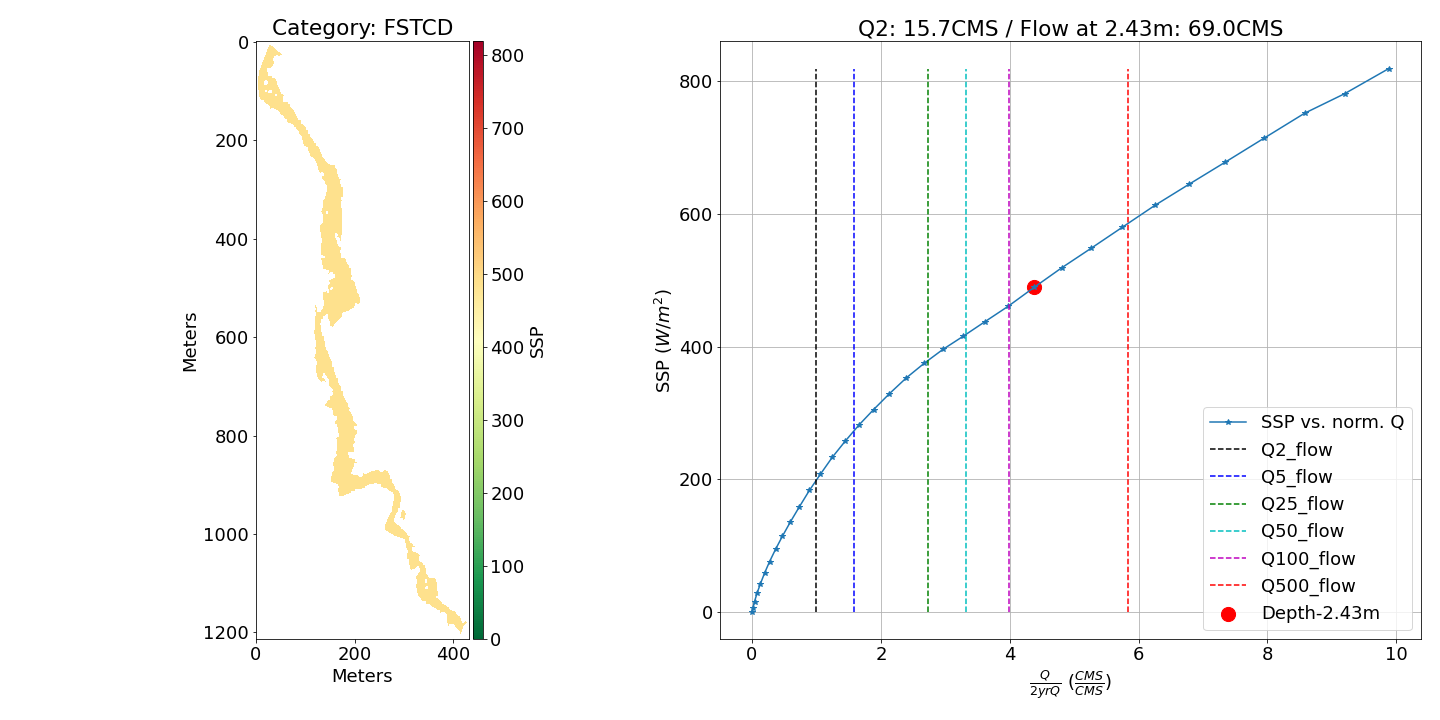 Category: FSTCD
0
200
400
600
800
1000
1200
Meters
0
200
400
Meters
800
700
600
500
400
300
200
100
0
SSP
Q2: 15.7CMS / Flow at 2.43m: 69.0CMS
800
600
400
200
0
SSP (W/m²)
0
2
4
6
8
10
Q/2yrQ (CMS/CMS)
SSP vs. norm. Q
Q2_flow
Q5_flow
Q25_flow
Q50_flow
Q100_flow
Q500_flow
Depth-2.43m